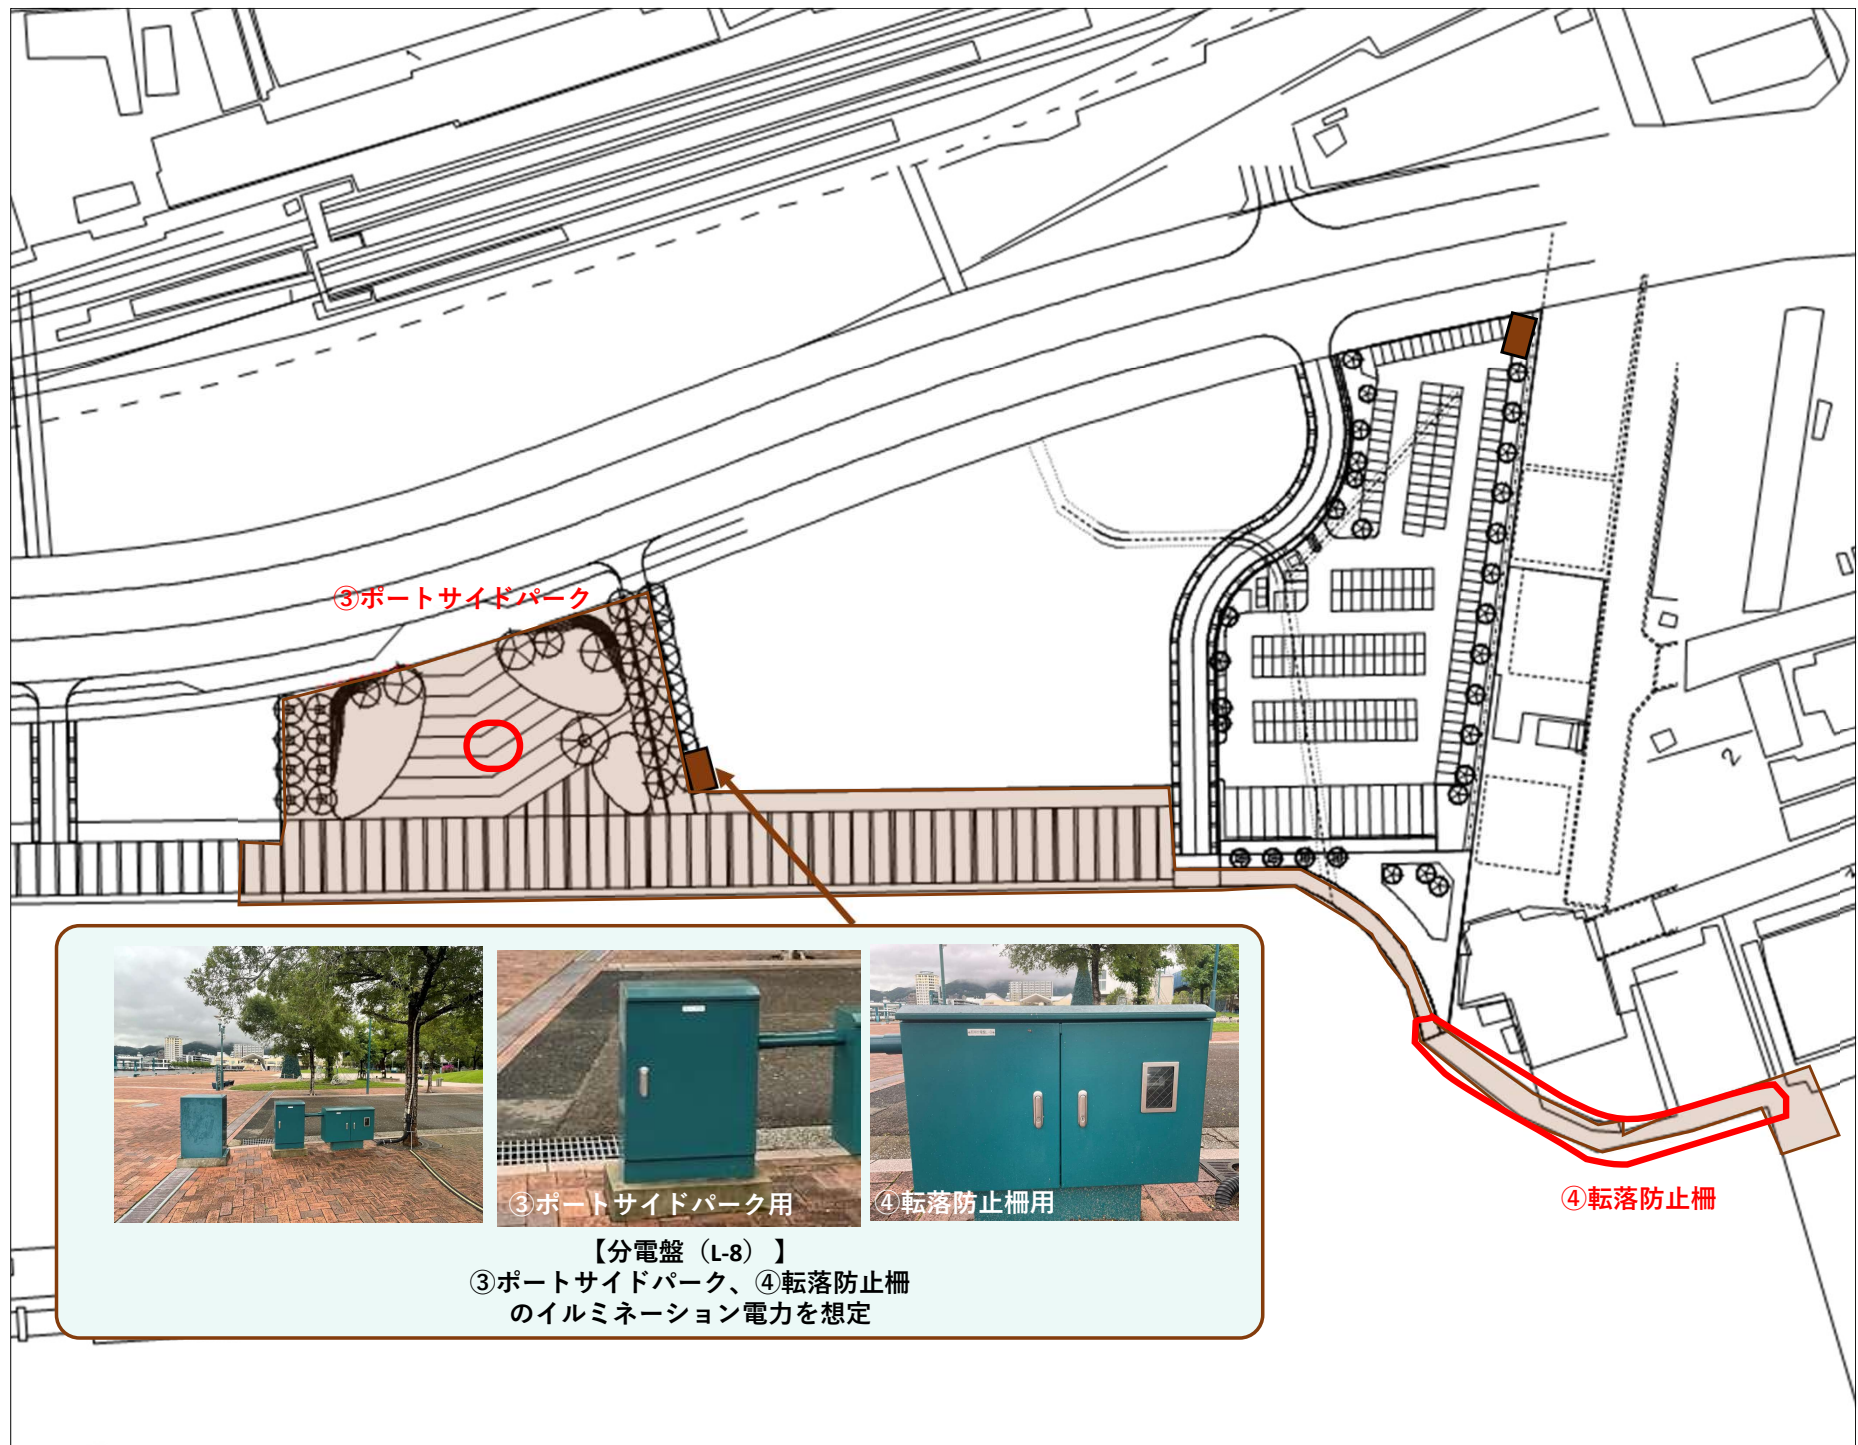 ③ポートサイドパーク
2
③ポートサイドパーク用
④転落防止柵用
④転落防止柵
【分電盤（L-8） 】
③ポートサイドパーク、④転落防止柵
のイルミネーション電力を想定